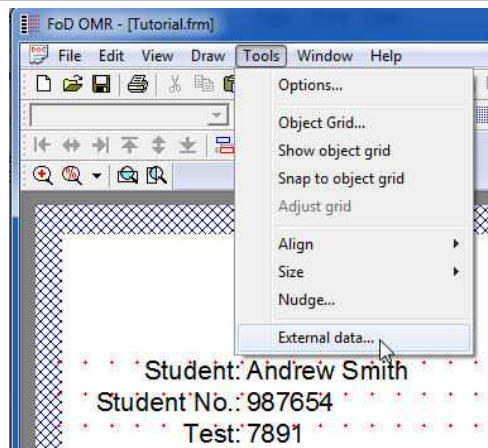 FoD OMR - [Tutorial.frm]
File Edit View Draw Tools Window Help
Options...
Object Grid...
Show object grid
Snap to object grid
Adjust grid
Align
Size
Nudge...
External data...
Student: Andrew Smith
Student No.: 987654
Test: 7891